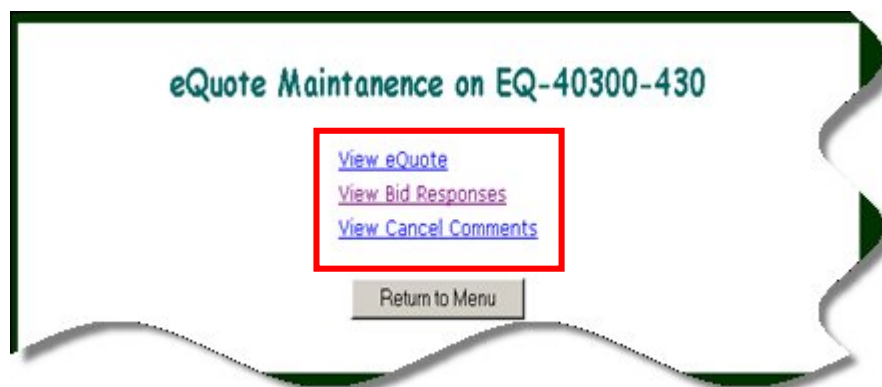 eQuote Maintanence on EQ-40300-430
View eQuote
View Bid Responses
View Cancel Comments
Return to Menu